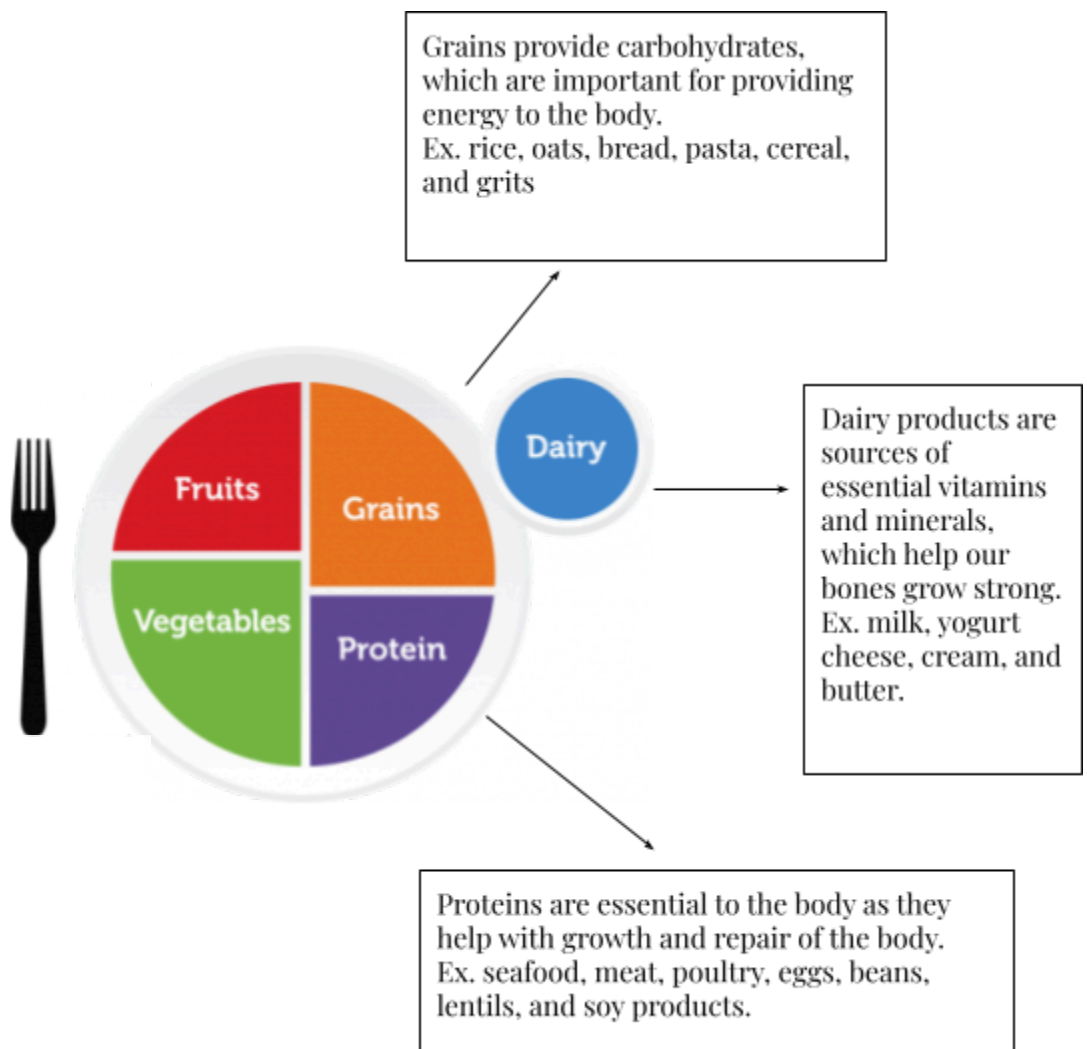 Grains provide carbohydrates,
which are important for providing
energy to the body.
Ex. rice, oats, bread, pasta, cereal,
and grits
Fruits
Grains
Dairy
Vegetables
Protein
Dairy products are
sources of
essential vitamins
and minerals,
which help our
bones grow strong.
Ex. milk, yogurt
cheese, cream, and
butter.
Proteins are essential to the body as they
help with growth and repair of the body.
Ex. seafood, meat, poultry, eggs, beans,
lentils, and soy products.